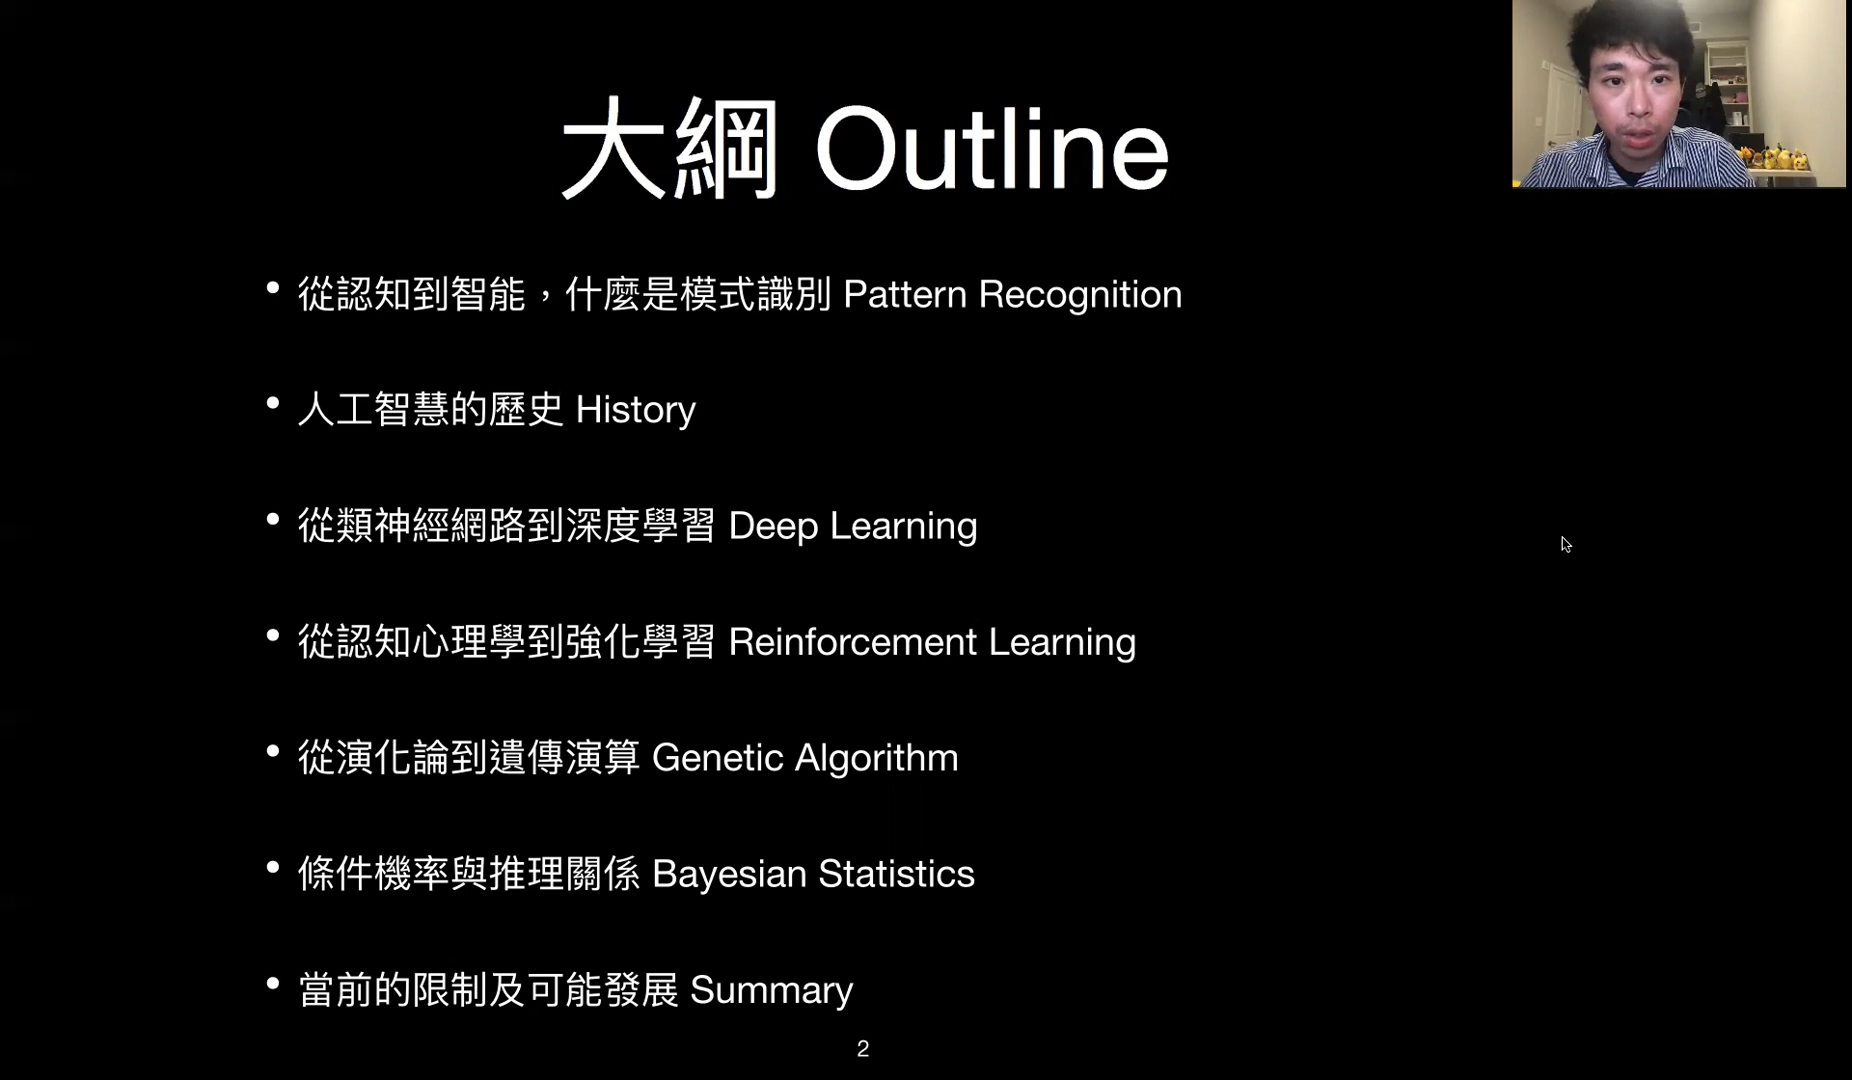 大綱 Outline
• 從認知到智能，什麼是模式識別 Pattern Recognition
• 人工智慧的歷史 History
• 從類神經網路到深度學習 Deep Learning
• 從認知心理學到強化學習 Reinforcement Learning
• 從演化論到遺傳演算 Genetic Algorithm
• 條件機率與推理關係 Bayesian Statistics
• 當前的限制及可能發展 Summary
2